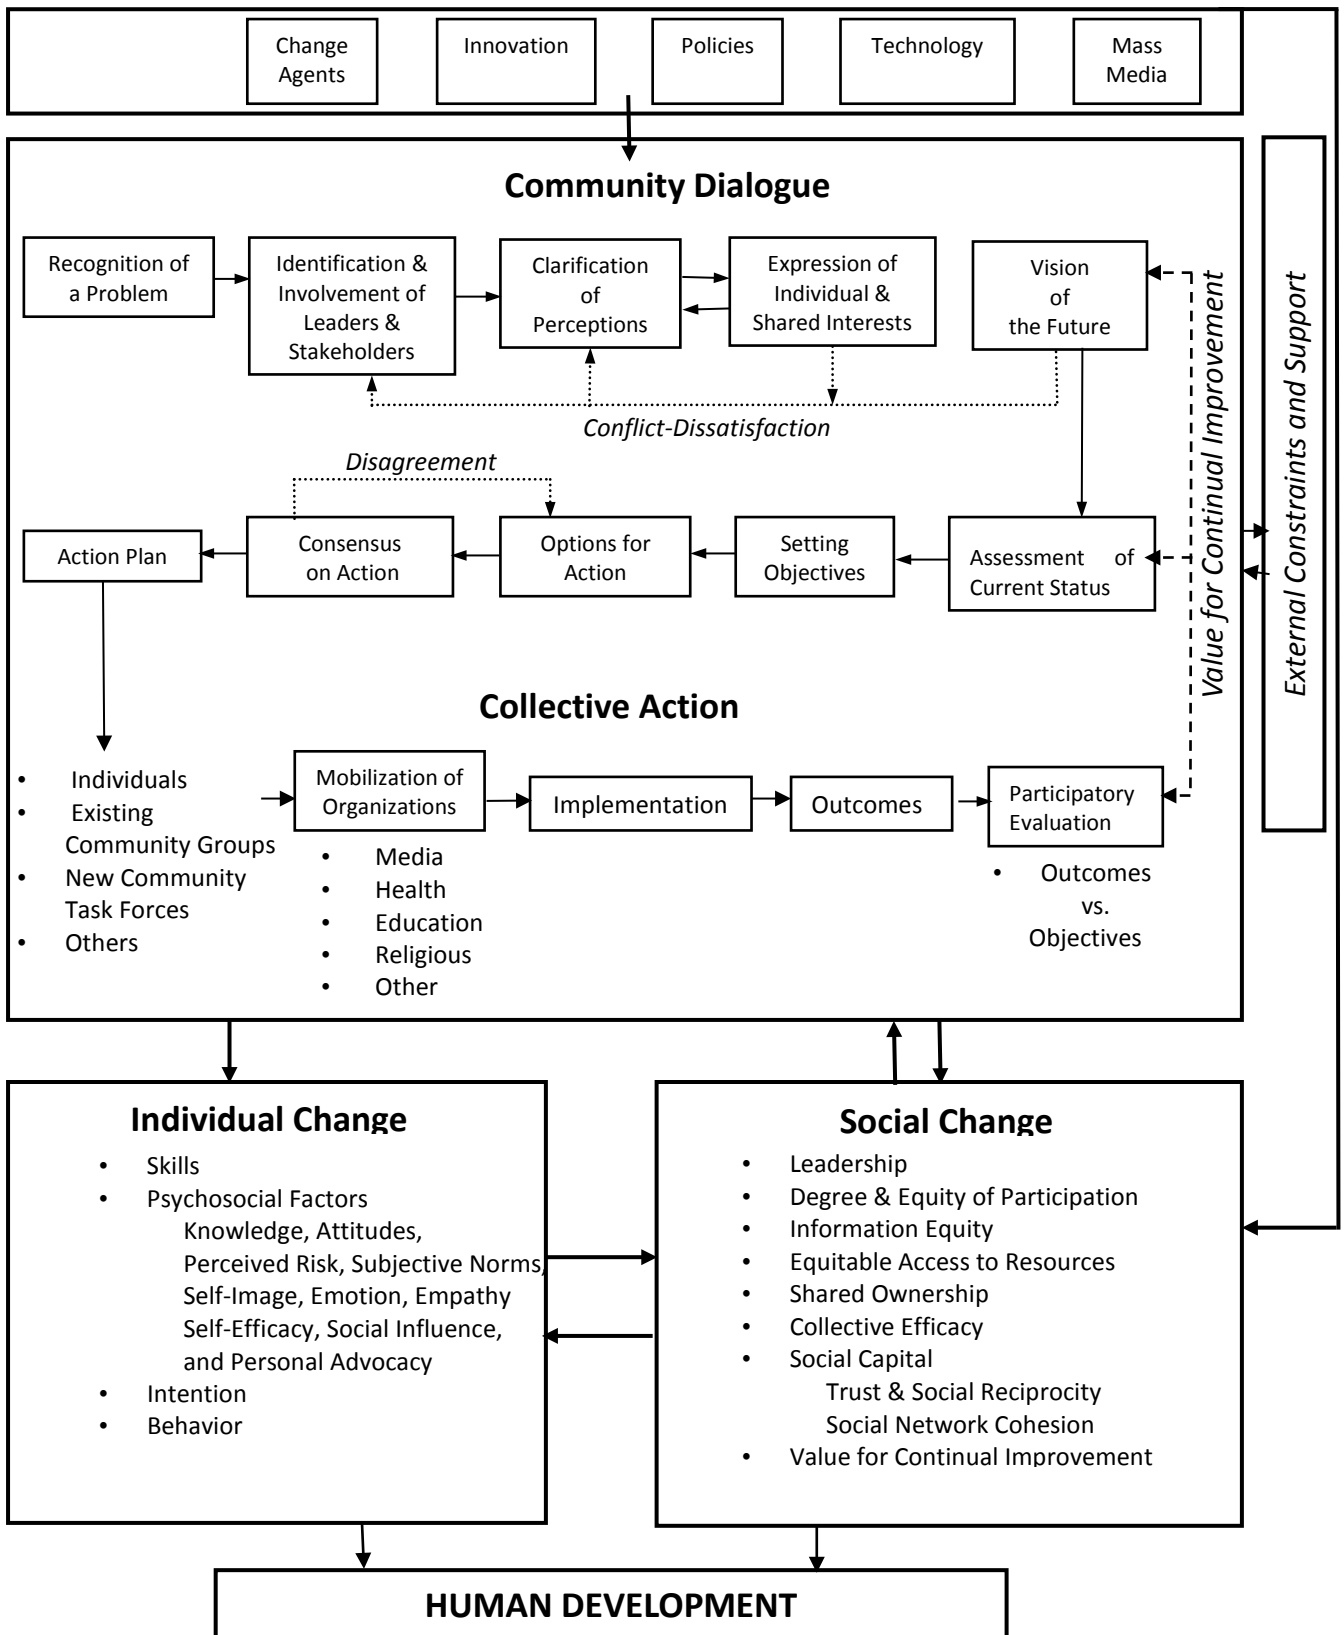 Change
Agents
Innovation
Policies
Technology
Mass
Media
Community Dialogue
Recognition of
a Problem
Identification &
Involvement of
Leaders &
Stakeholders
Clarification
of
Perceptions
Expression of
Individual &
Shared Interests
Vision
of
the Future
Conflict-Dissatisfaction
Disagreement
Action Plan
Consensus
on Action
Options for
Action
Setting
Objectives
Assessment of
Current Status
Value for Continual Improvement
External Constraints and Support
Collective Action
• Individuals
• Existing
Community Groups
• New Community
Task Forces
• Others
Mobilization of
Organizations
• Media
• Health
• Education
• Religious
• Other
Implementation
Outcomes
Participatory
Evaluation
• Outcomes
vs.
Objectives
Individual Change
• Skills
• Psychosocial Factors
Knowledge, Attitudes,
Perceived Risk, Subjective Norms,
Self-Image, Emotion, Empathy
Self-Efficacy, Social Influence,
and Personal Advocacy
• Intention
• Behavior
Social Change
• Leadership
• Degree & Equity of Participation
• Information Equity
• Equitable Access to Resources
• Shared Ownership
• Collective Efficacy
• Social Capital
Trust & Social Reciprocity
Social Network Cohesion
• Value for Continual Improvement
HUMAN DEVELOPMENT